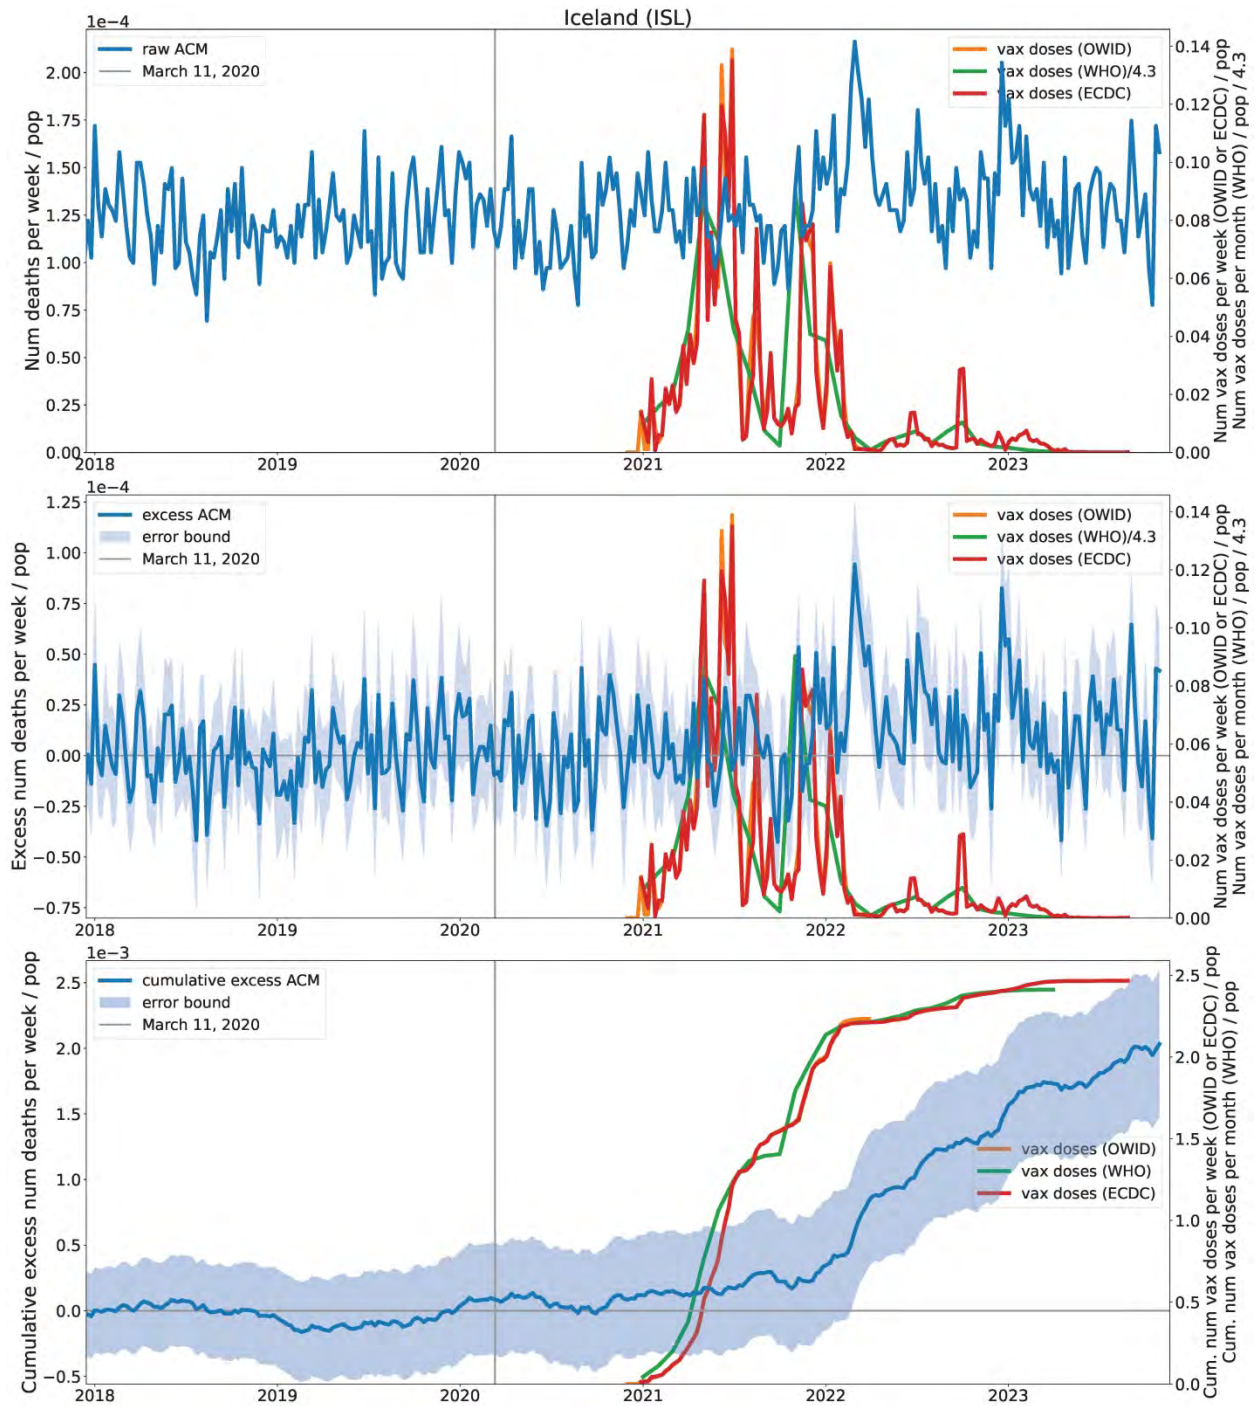 Iceland (ISL)
1e−4
raw ACM
March 11, 2020
vax doses (OWID)
vax doses (WHO)/4.3
vax doses (ECDC)
Num deaths per week / pop
2.00
1.75
1.50
1.25
1.00
0.75
0.50
0.25
0.00
0.14
0.12
0.10
0.08
0.06
0.04
0.02
0.00
Num vax doses per week (OWID or ECDC) / pop
Num vax doses per month (WHO) / pop / 4.3
2018 2019 2020 2021 2022 2023
1e−4
excess ACM
error bound
March 11, 2020
vax doses (OWID)
vax doses (WHO)/4.3
vax doses (ECDC)
Excess num deaths per week / pop
1.25
1.00
0.75
0.50
0.25
0.00
−0.25
−0.50
−0.75
0.14
0.12
0.10
0.08
0.06
0.04
0.02
0.00
Num vax doses per week (OWID or ECDC) / pop
Num vax doses per month (WHO) / pop / 4.3
2018 2019 2020 2021 2022 2023
1e−3
cumulative excess ACM
error bound
March 11, 2020
vax doses (OWID)
vax doses (WHO)
vax doses (ECDC)
Cumulative excess num deaths per week / pop
2.5
2.0
1.5
1.0
0.5
0.0
−0.5
2.5
2.0
1.5
1.0
0.5
0.0
Cum. num vax doses per week (OWID or ECDC) / pop
Cum. num vax doses per month (WHO) / pop
2018 2019 2020 2021 2022 2023